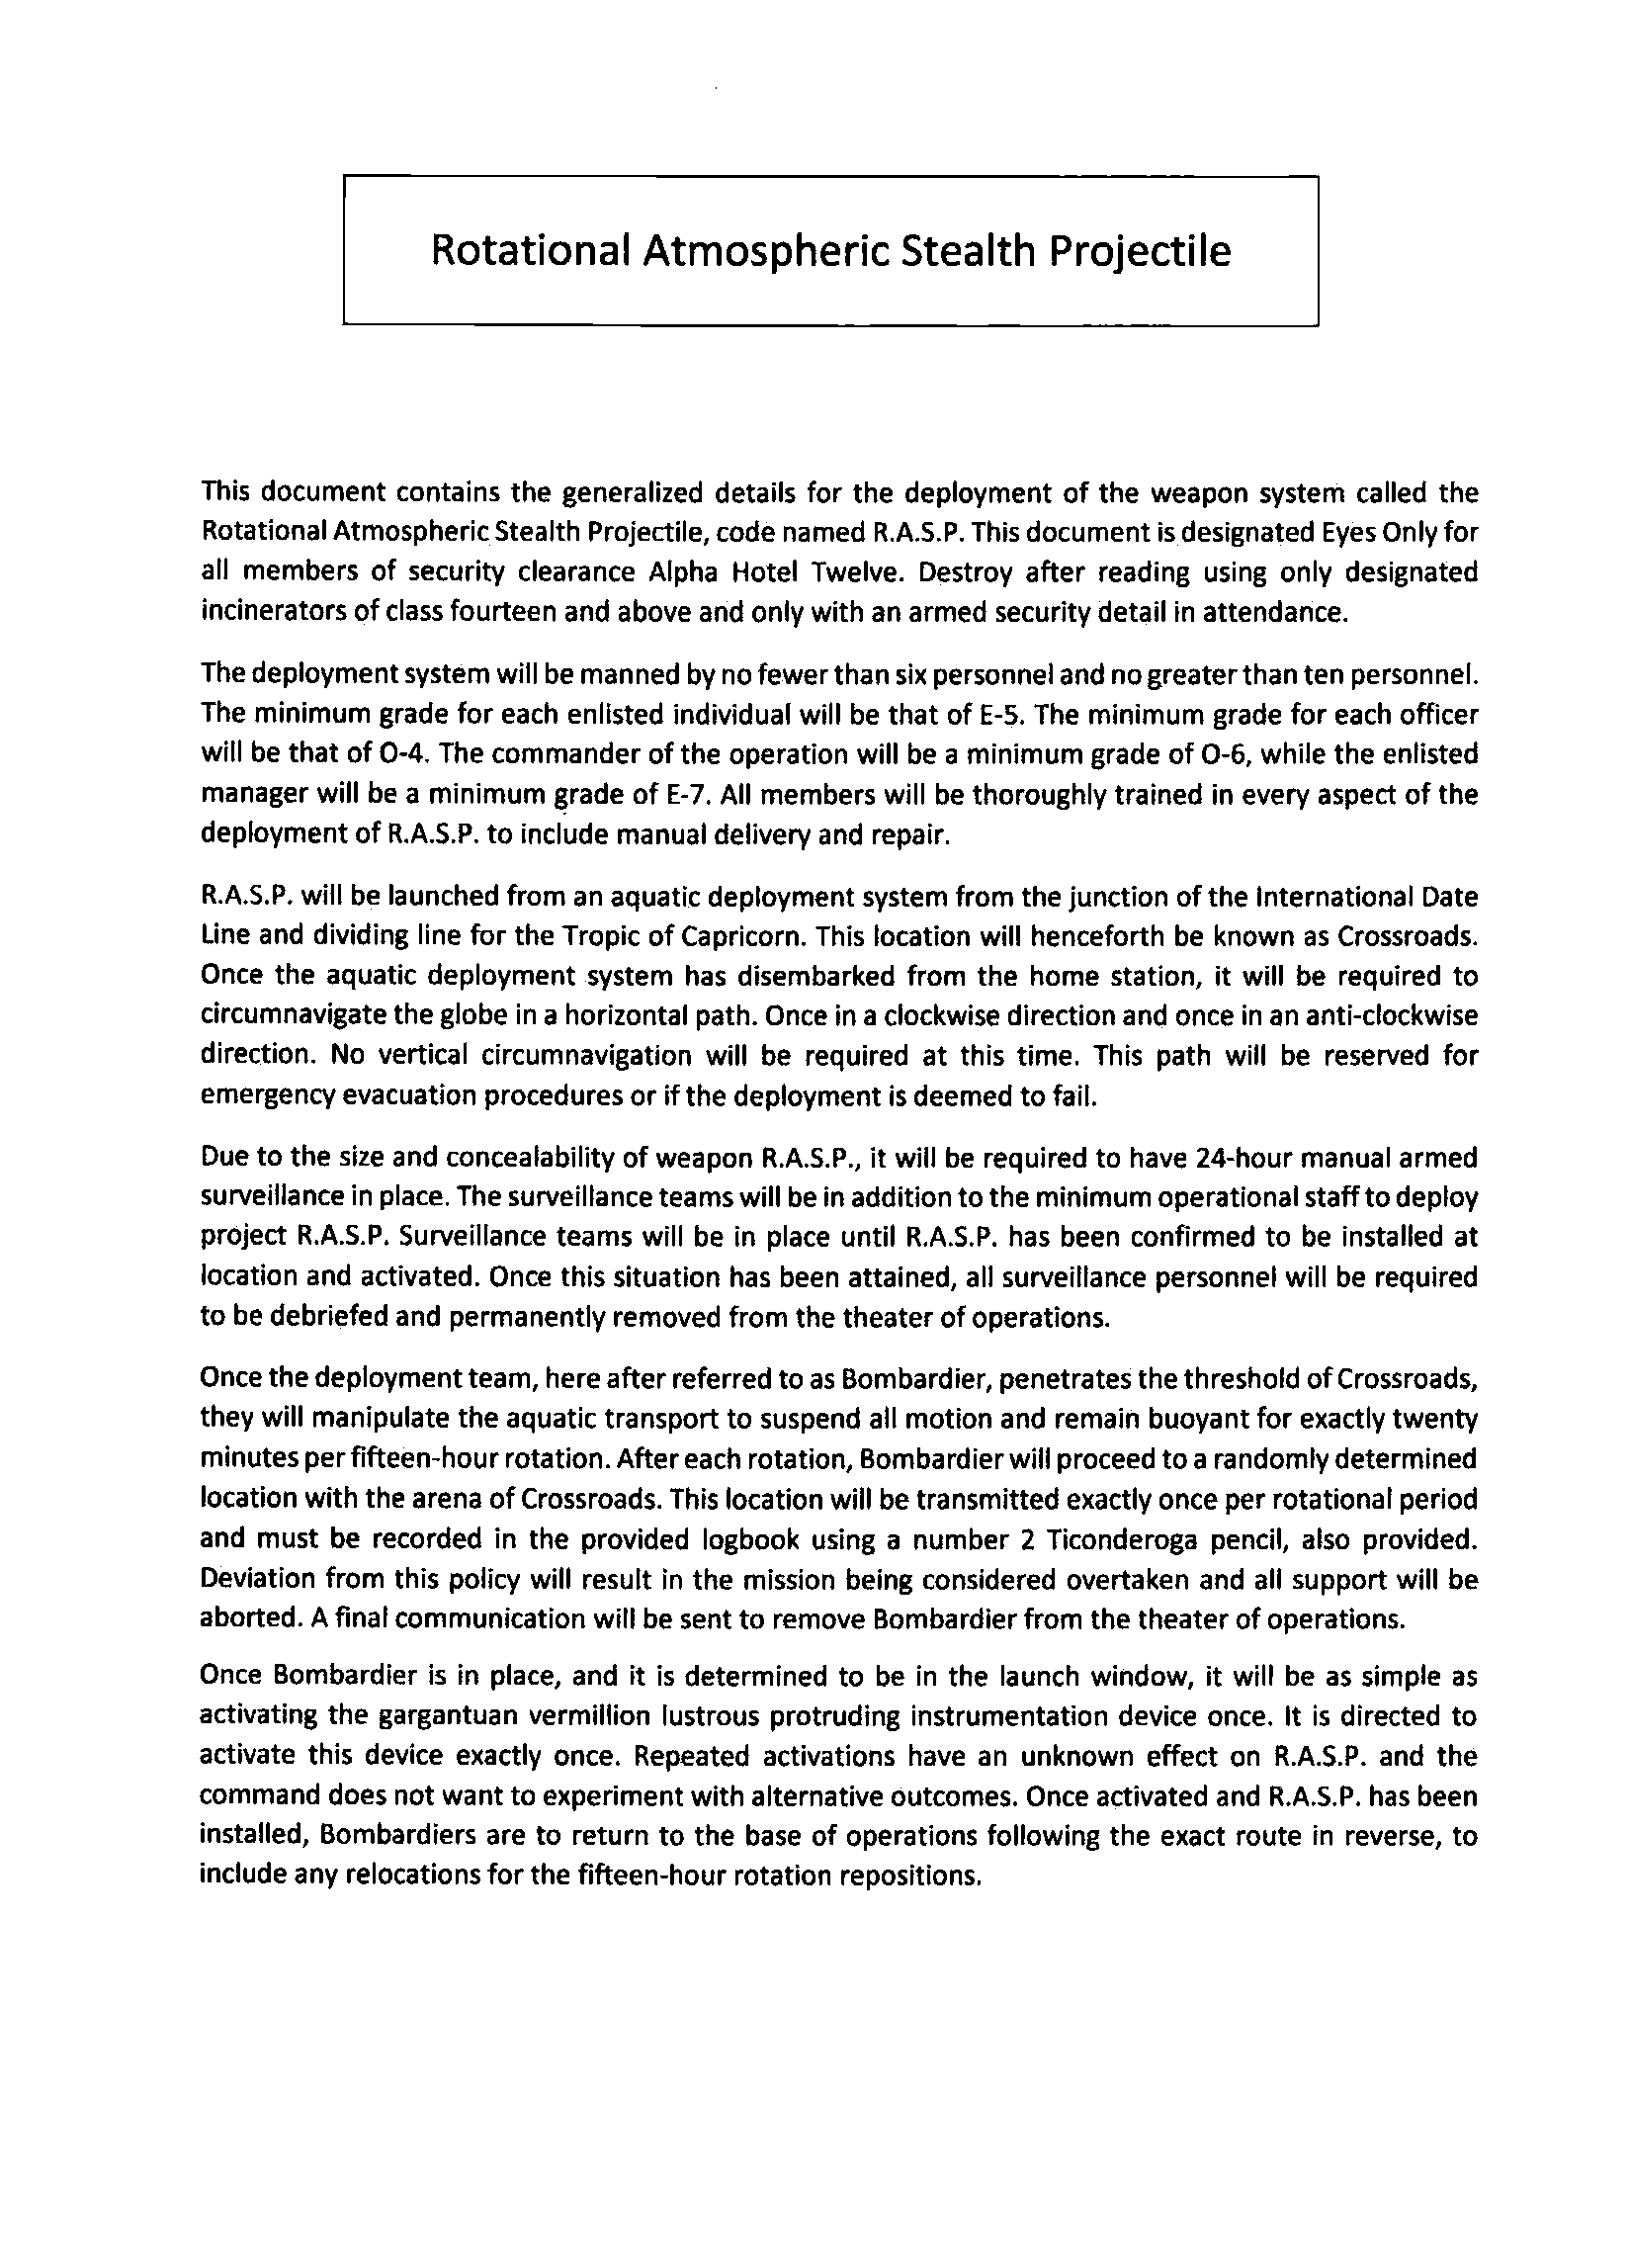 Rotational Atmospheric Stealth Projectile
This document contains the generalized details for the deployment of the weapon system called the
Rotational Atmospheric Stealth Projectile, code named R.A.S.P. This document is designated Eyes Only for
all members of security clearance Alpha Hotel Twelve. Destroy after reading using only designated
incinerators of class fourteen and above and only with an armed security detail in attendance.
The deployment system will be manned by no fewer than six personnel and no greater than ten personnel.
The minimum grade for each enlisted individual will be that of E-5. The minimum grade for each officer
will be that of O-4. The commander of the operation will be a minimum grade of O-6, while the enlisted
manager will be a minimum grade of E-7. All members will be thoroughly trained in every aspect of the
deployment of R.A.S.P. to include manual delivery and repair.
R.A.S.P. will be launched from an aquatic deployment system from the junction of the International Date
Line and dividing line for the Tropic of Capricorn. This location will henceforth be known as Crossroads.
Once the aquatic deployment system has disembarked from the home station, it will be required to
circumnavigate the globe in a horizontal path. Once in a clockwise direction and once in an anti-clockwise
direction. No vertical circumnavigation will be required at this time. This path will be reserved for
emergency evacuation procedures or if the deployment is deemed to fail.
Due to the size and concealability of weapon R.A.S.P., it will be required to have 24-hour manual armed
surveillance in place. The surveillance teams will be in addition to the minimum operational staff to deploy
project R.A.S.P. Surveillance teams will be in place until R.A.S.P. has been confirmed to be installed at
location and activated. Once this situation has been attained, all surveillance personnel will be required
to be debriefed and permanently removed from the theater of operations.
Once the deployment team, here after referred to as Bombardier, penetrates the threshold of Crossroads,
they will manipulate the aquatic transport to suspend all motion and remain buoyant for exactly twenty
minutes per fifteen-hour rotation. After each rotation, Bombardier will proceed to a randomly determined
location with the arena of Crossroads. This location will be transmitted exactly once per rotational period
and must be recorded in the provided logbook using a number 2 Ticonderoga pencil, also provided.
Deviation from this policy will result in the mission being considered overtaken and all support will be
aborted. A final communication will be sent to remove Bombardier from the theater of operations.
Once Bombardier is in place, and it is determined to be in the launch window, it will be as simple as
activating the gargantuan vermillion lustrous protruding instrumentation device once. It is directed to
activate this device exactly once. Repeated activations have an unknown effect on R.A.S.P. and the
command does not want to experiment with alternative outcomes. Once activated and R.A.S.P. has been
installed, Bombardiers are to return to the base of operations following the exact route in reverse, to
include any relocations for the fifteen-hour rotation repositions.